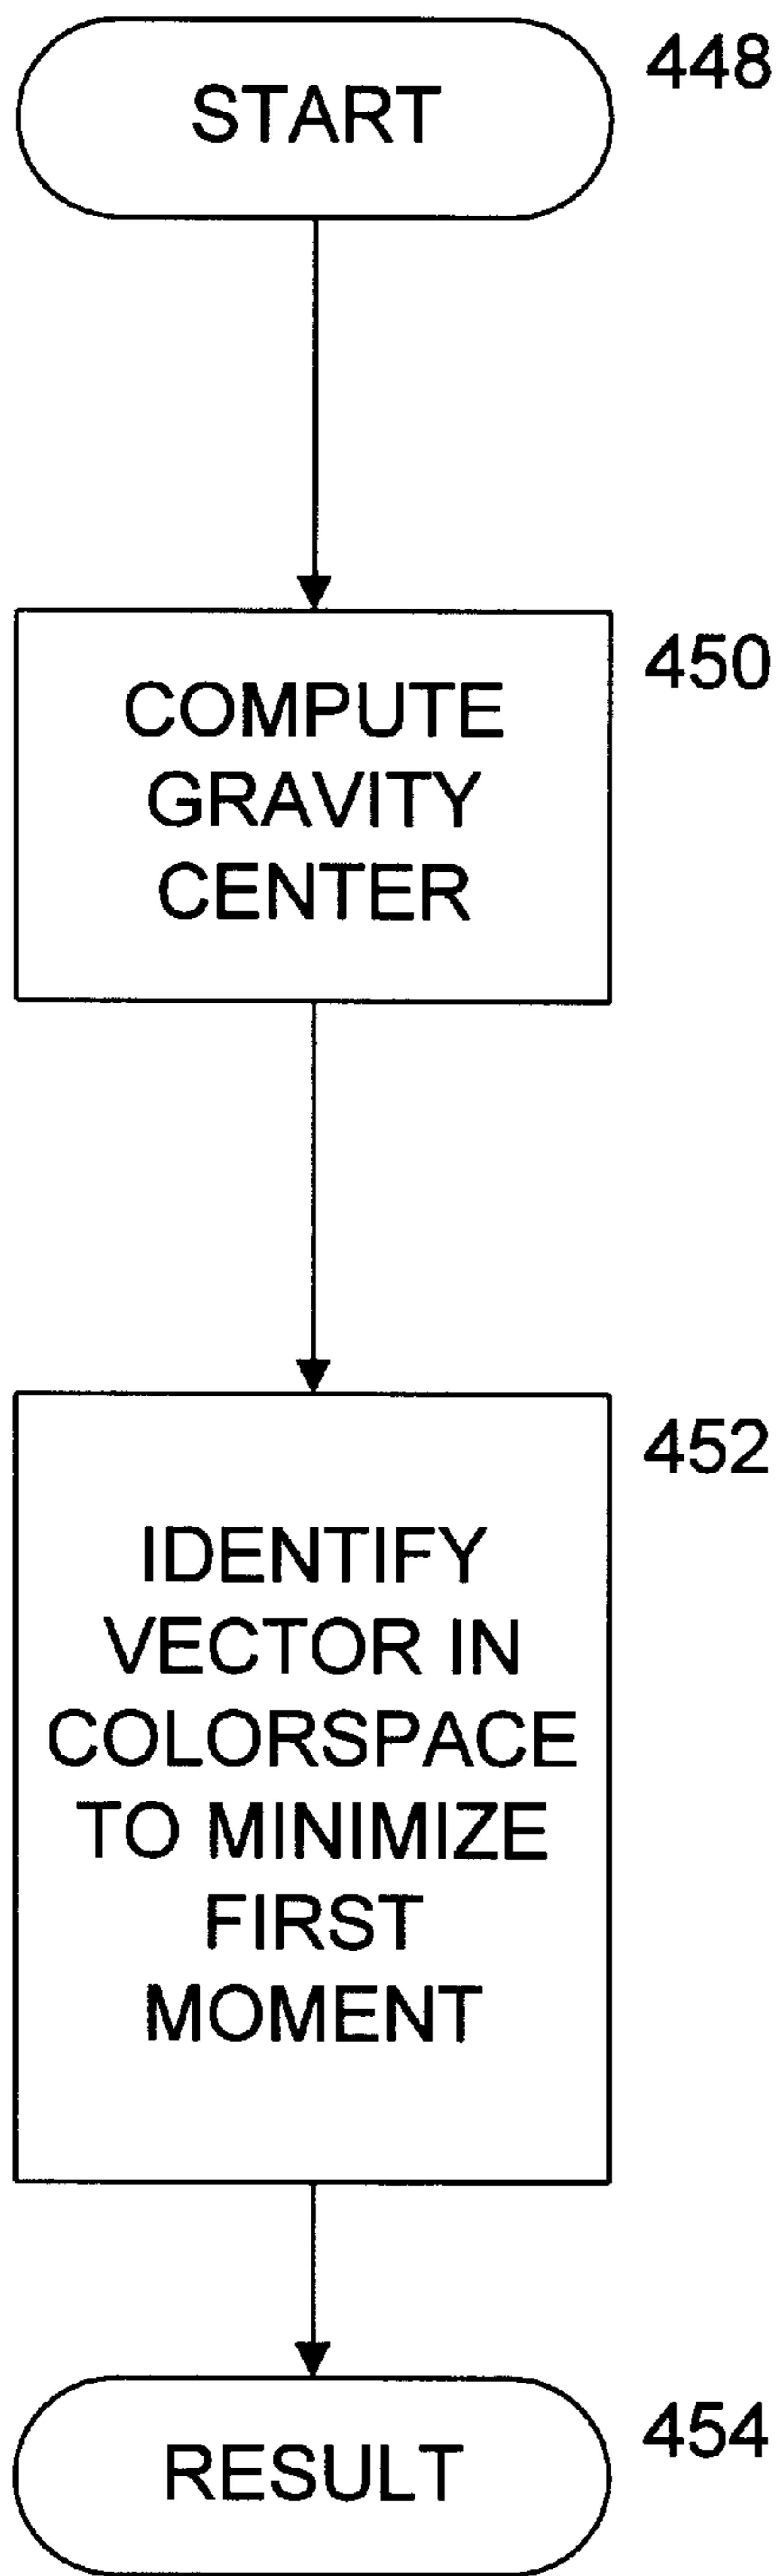 448
START
450
COMPUTE
GRAVITY
CENTER
452
IDENTIFY
VECTOR IN
COLORSPACE
TO MINIMIZE
FIRST
MOMENT
454
RESULT